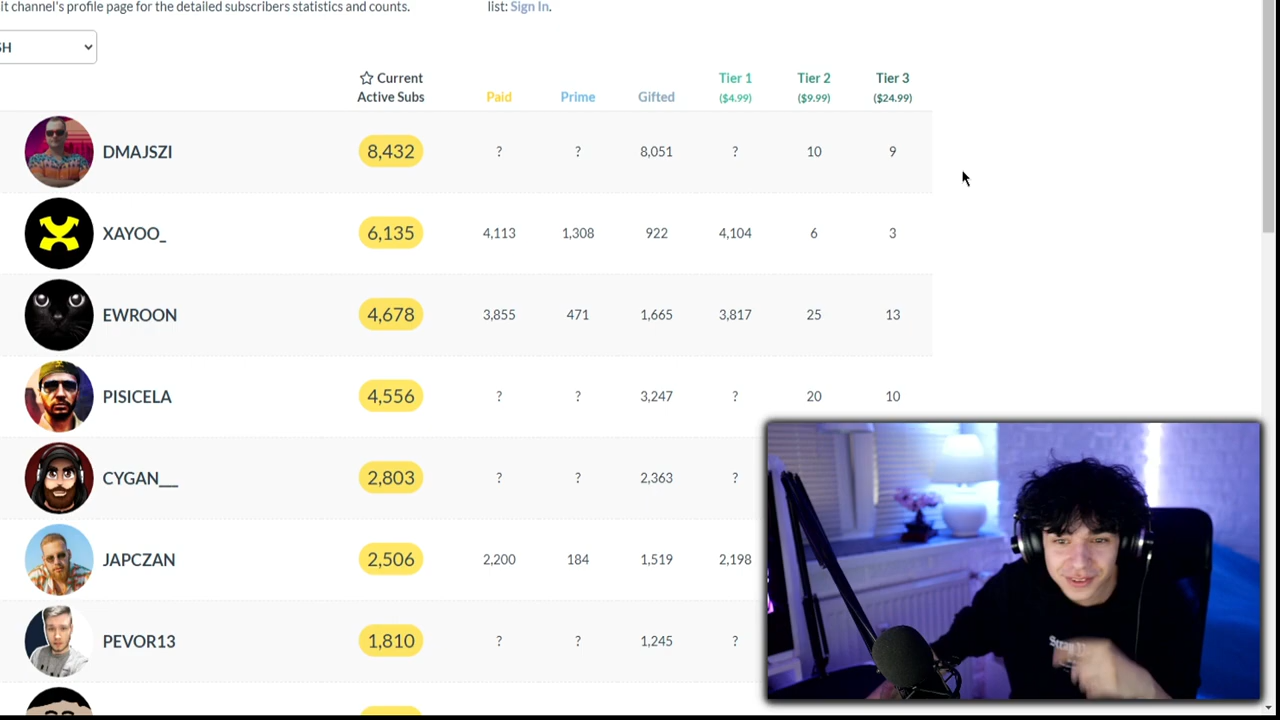 it channel's profile page for the detailed subscribers statistics and counts.
list: Sign In.
SH
Current
Active Subs
Paid
Prime
Gifted
Tier 1
($4.99)
Tier 2
($9.99)
Tier 3
($24.99)
DMAJSZI 8,432 ? ? 8,051 ? 10 9
XAYOO_ 6,135 4,113 1,308 922 4,104 6 3
EWROON 4,678 3,855 471 1,665 3,817 25 13
PISICELA 4,556 ? ? 3,247 ? 20 10
CYGAN__ 2,803 ? ? 2,363 ?
JAPCZAN 2,506 2,200 184 1,519 2,198
PEVOR13 1,810 ? ? 1,245 ?